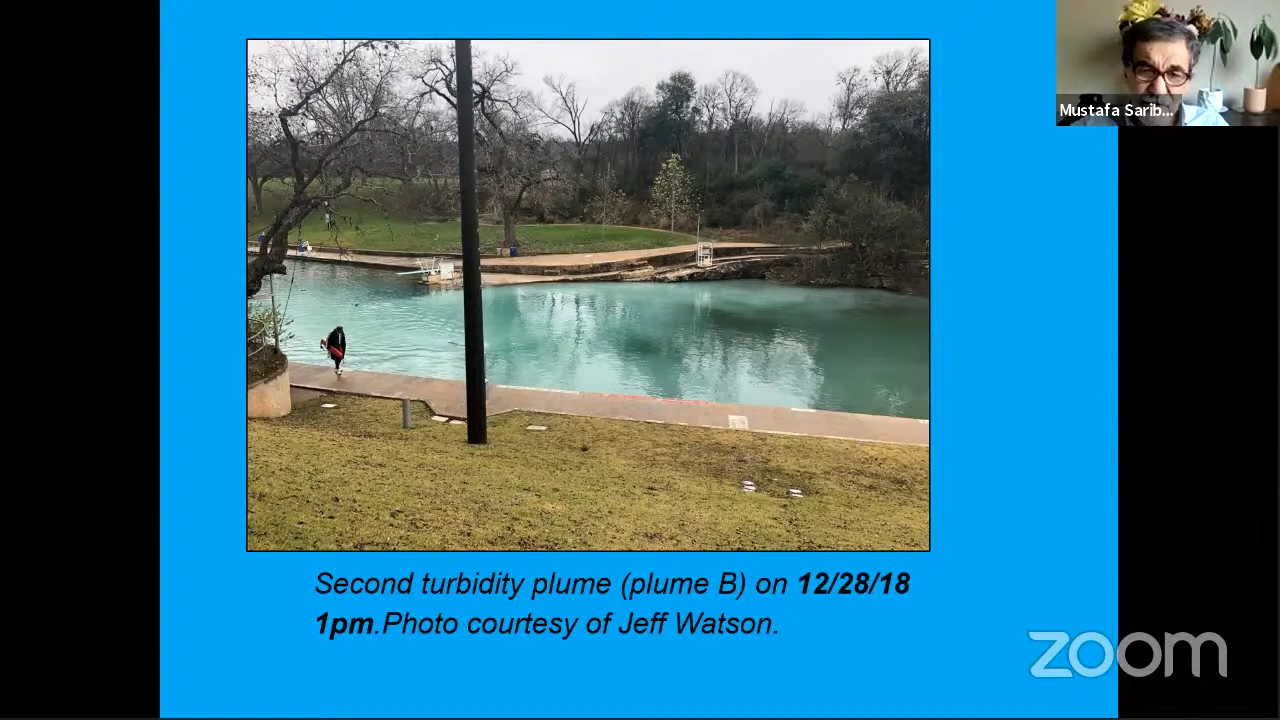 Mustafa Sarib...
Second turbidity plume (plume B) on 12/28/18
1pm.Photo courtesy of Jeff Watson.
zoom